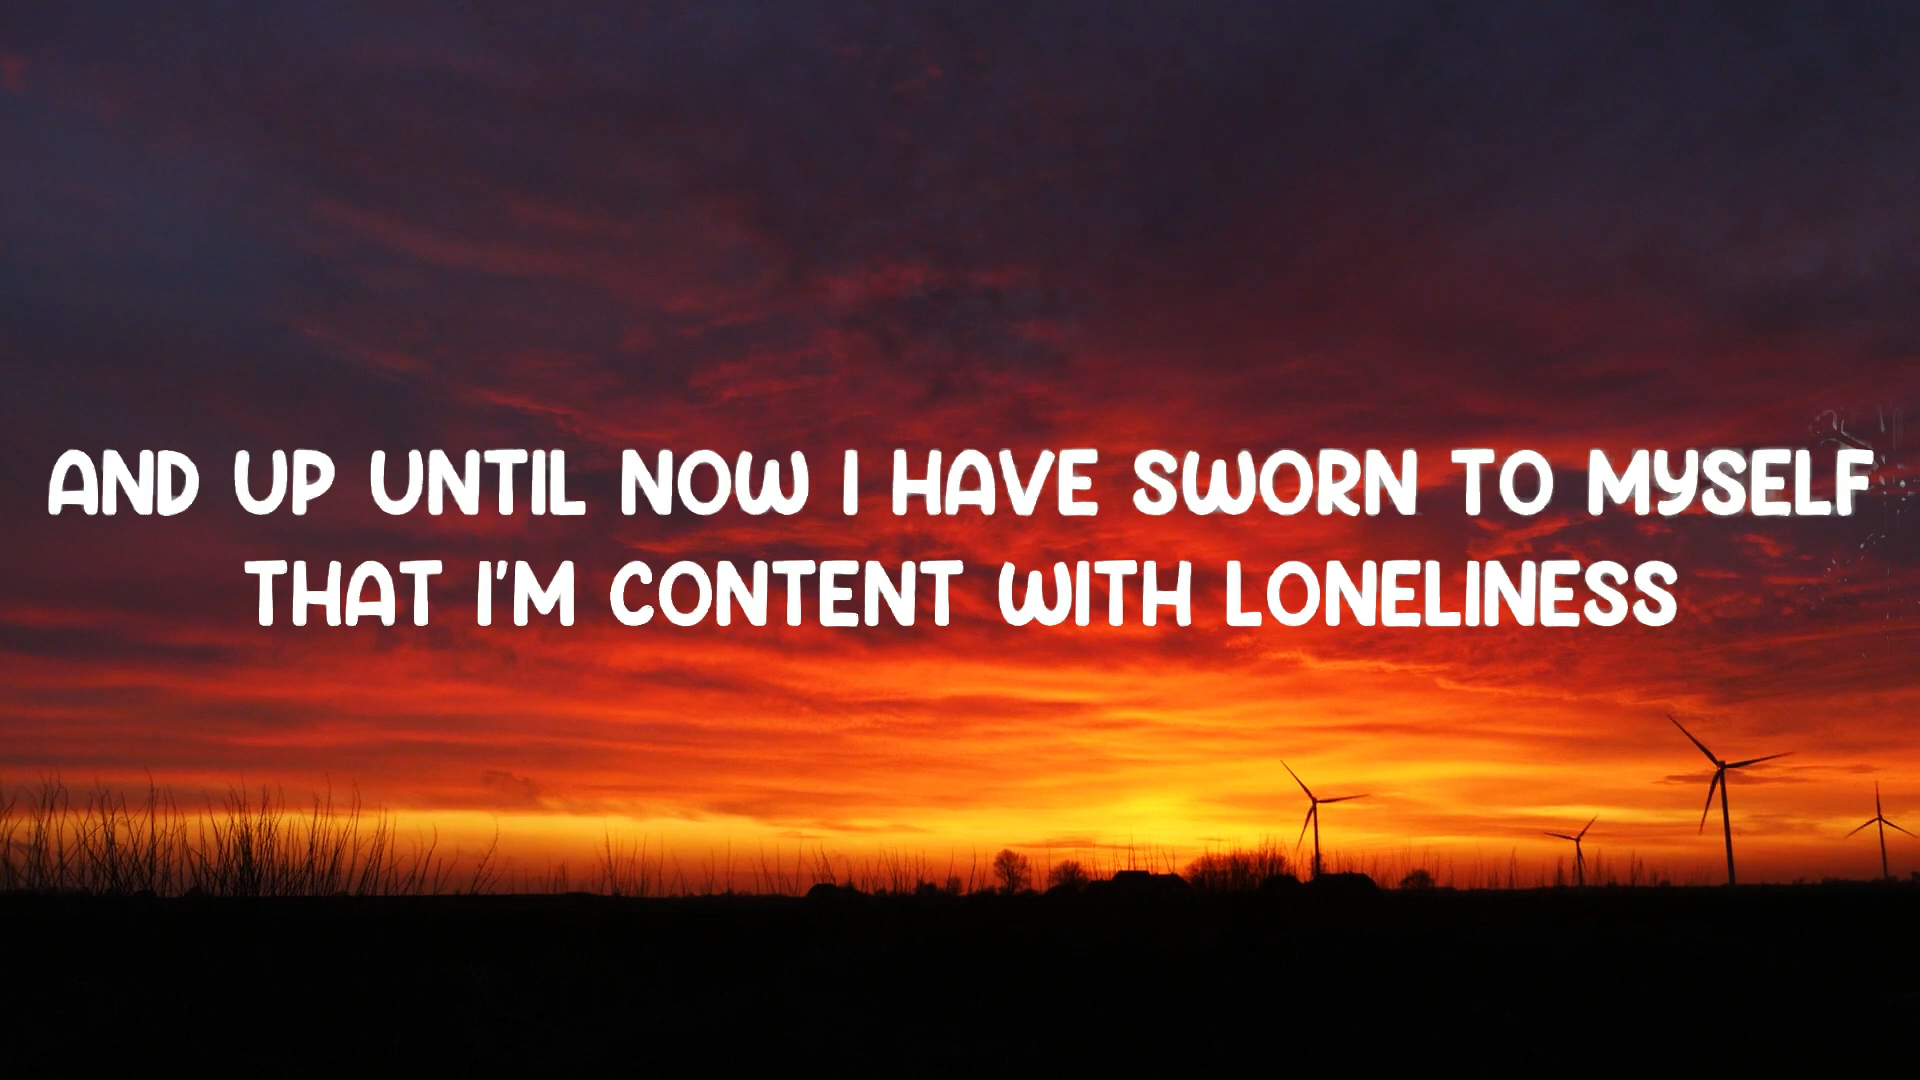 AND UP UNTIL NOW I HAVE SWORN TO MYSELF
THAT I'M CONTENT WITH LONELINESS